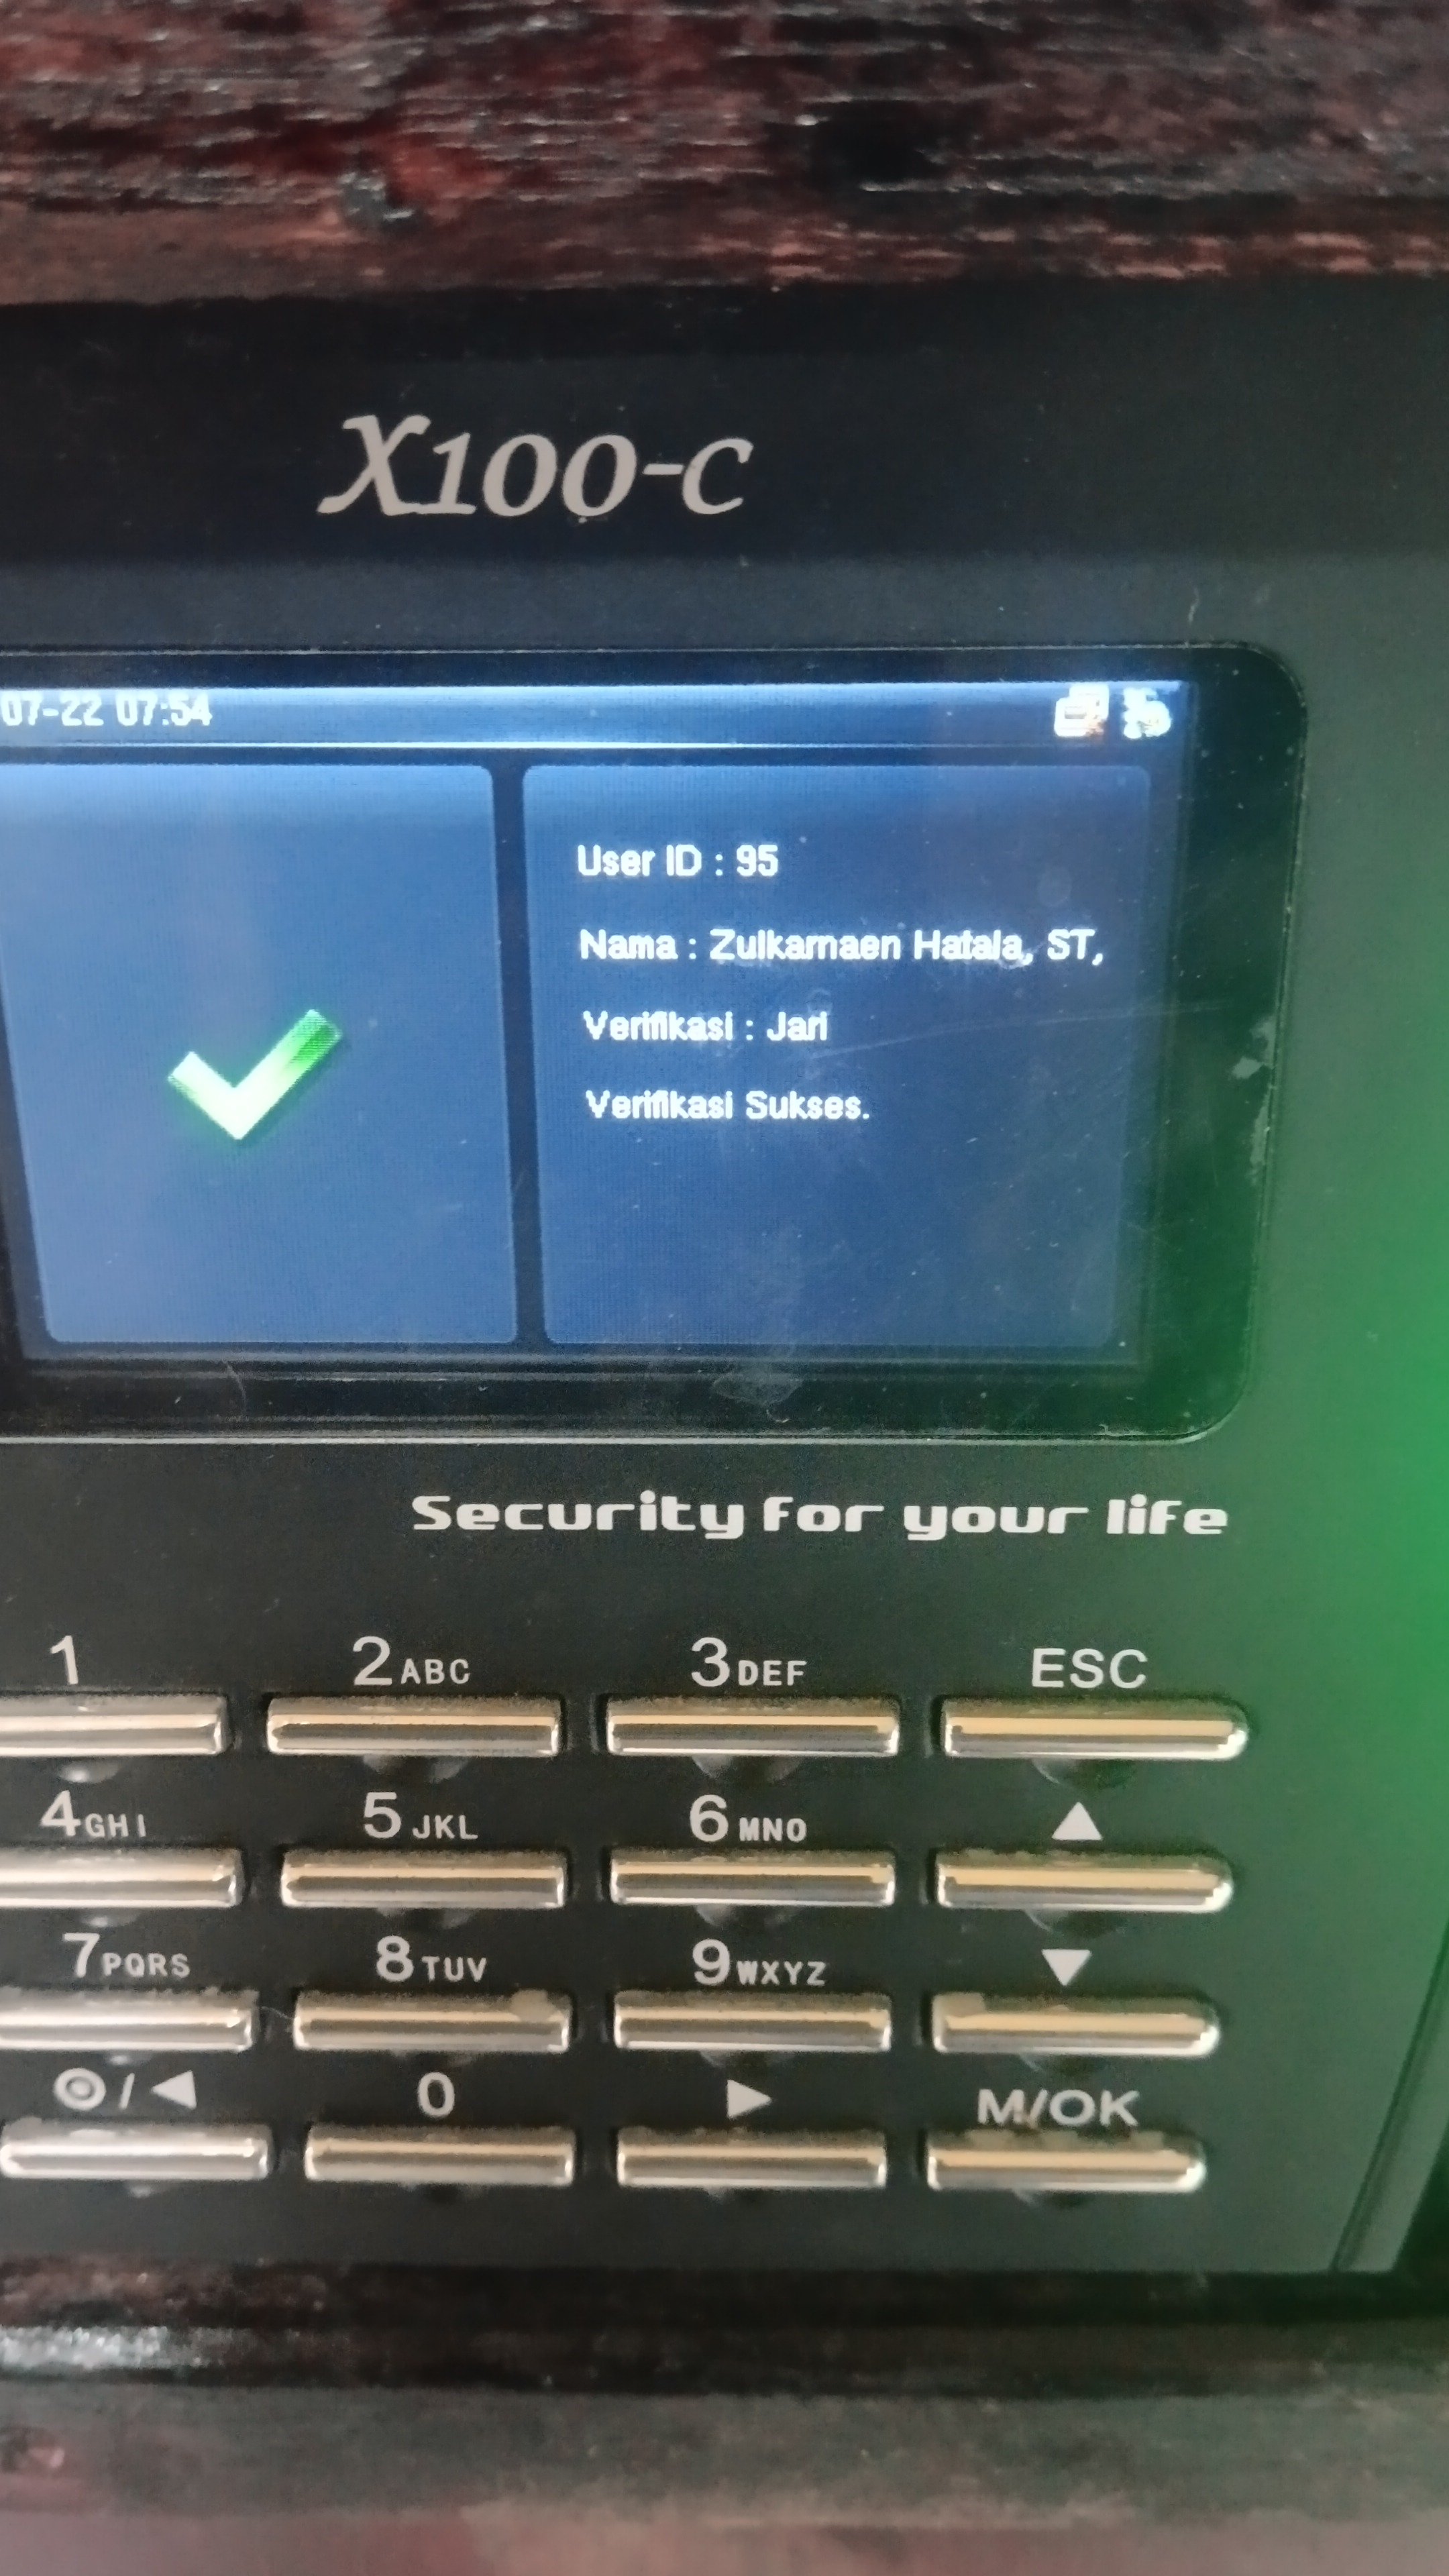 X100-C
07-22 07:54
User ID : 95
Nama : Zulkarnaen Hatala, ST,
Verifikasi : Jari
Verifikasi Sukses.
Security for your life
1 2ABC 3DEF ESC
4GHI 5JKL 6MNO ▲
7PQRS 8TUV 9WXYZ ▼
◎/◀ 0 ▶ M/OK